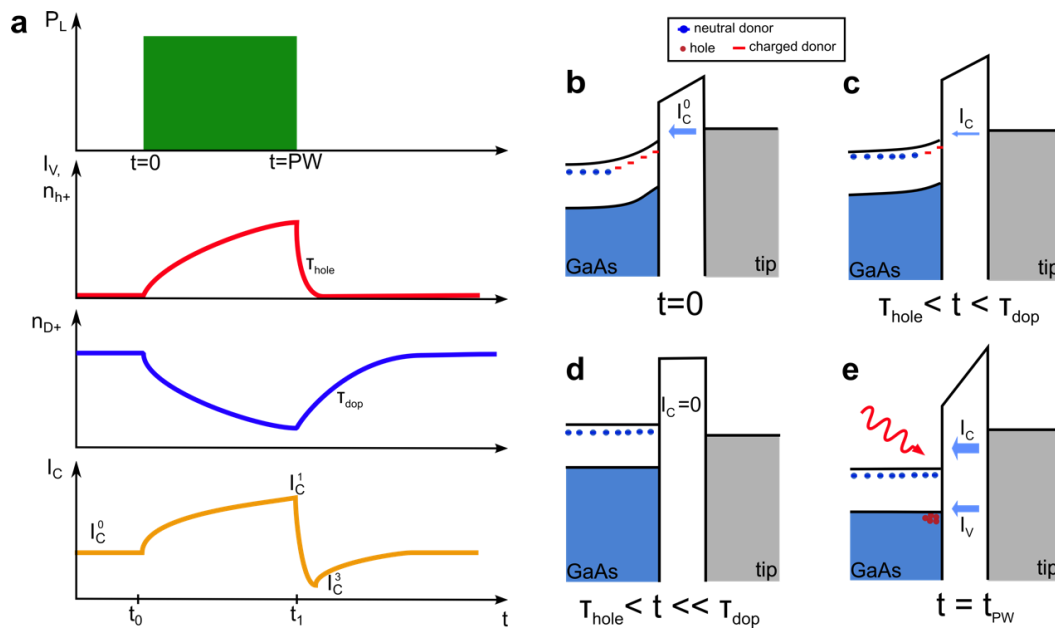 a
P_L
t=0
t=PW
I_V,
n_h+
τ_hole
n_D+
τ_dop
I_C
I_C^0
I_C^1
I_C^3
t_0
t_1
t
neutral donor
hole
charged donor
b
I_C^0
GaAs
tip
t=0
c
I_C
GaAs
tip
τ_hole < t < τ_dop
d
I_C=0
GaAs
tip
τ_hole < t << τ_dop
e
I_C
I_V
GaAs
tip
t = t_PW